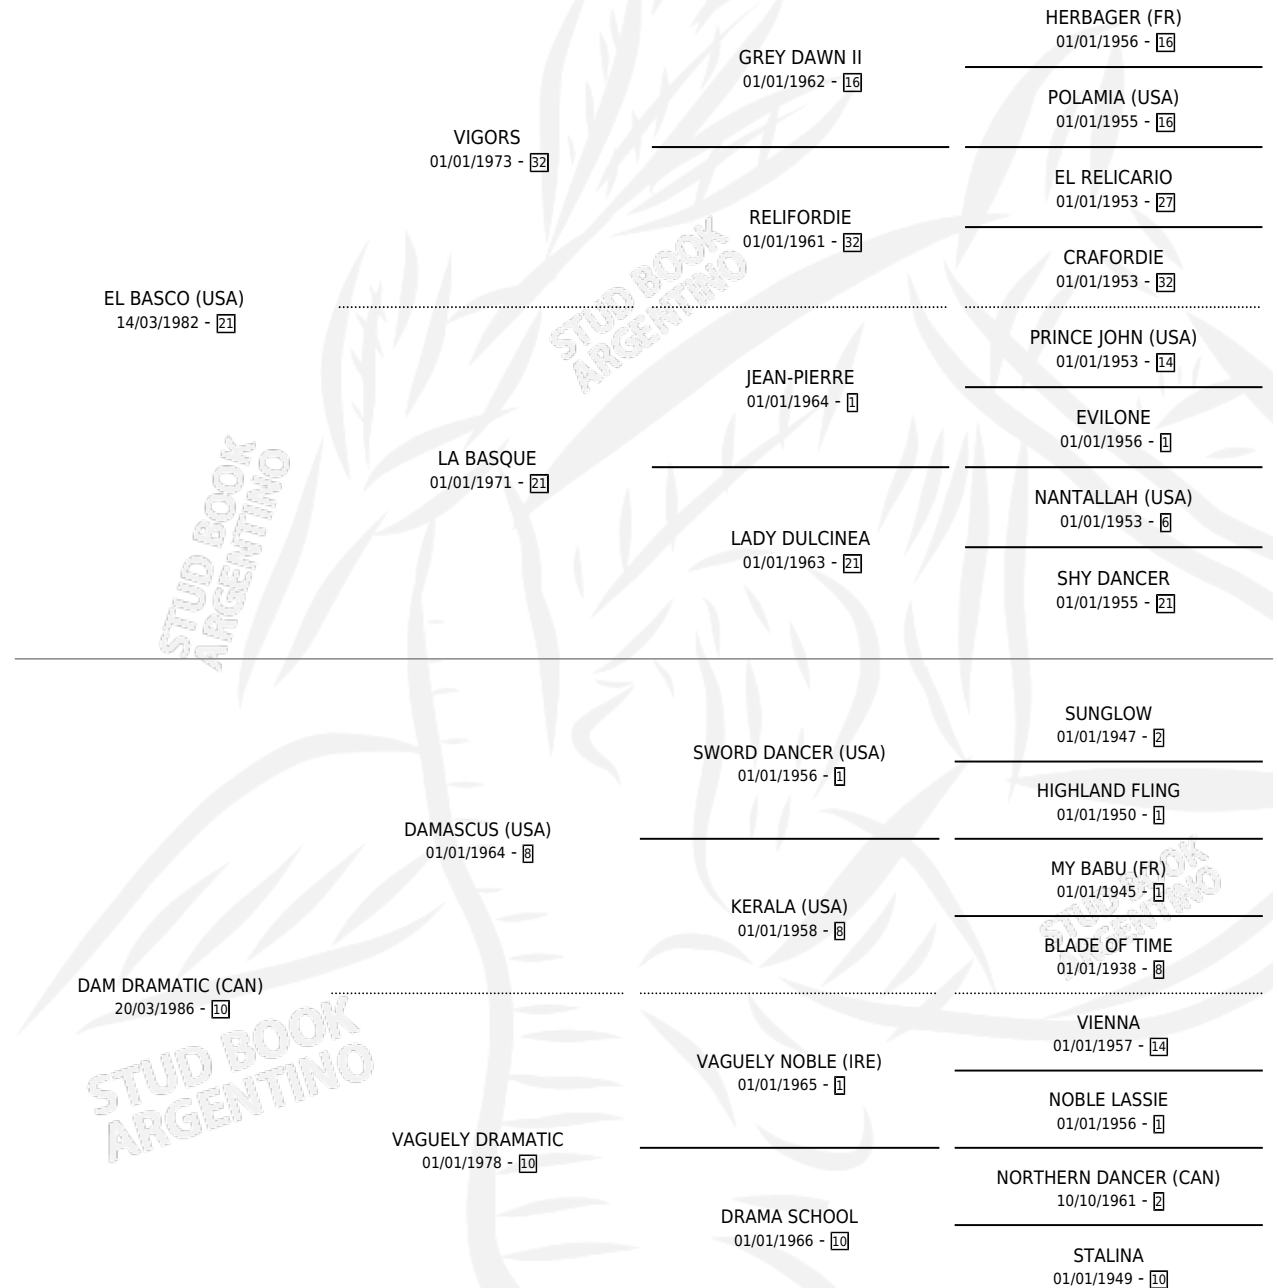 HERBAGER (FR)
01/01/1956 - 16
GREY DAWN II
01/01/1962 - 16
POLAMIA (USA)
01/01/1955 - 16
VIGORS
01/01/1973 - 32
EL RELICARIO
01/01/1953 - 27
RELIFORDIE
01/01/1961 - 32
CRAFORDIE
01/01/1953 - 32
EL BASCO (USA)
14/03/1982 - 21
STUD BOOK
ARGENTINO
PRINCE JOHN (USA)
01/01/1953 - 14
JEAN-PIERRE
01/01/1964 - 1
EVILONE
01/01/1956 - 1
LA BASQUE
01/01/1971 - 21
NANTALLAH (USA)
01/01/1953 - 6
LADY DULCINEA
01/01/1963 - 21
SHY DANCER
01/01/1955 - 21
STUD BOOK
ARGENTINO
SUNGLOW
01/01/1947 - 2
SWORD DANCER (USA)
01/01/1956 - 1
HIGHLAND FLING
01/01/1950 - 1
DAMASCUS (USA)
01/01/1964 - 8
MY BABU (FR)
01/01/1945 - 1
KERALA (USA)
01/01/1958 - 8
STUD BOOK
ARGENTINO
BLADE OF TIME
01/01/1938 - 8
DAM DRAMATIC (CAN)
20/03/1986 - 10
VIENNA
01/01/1957 - 14
VAGUELY NOBLE (IRE)
01/01/1965 - 1
STUD BOOK
ARGENTINO
NOBLE LASSIE
01/01/1956 - 1
VAGUELY DRAMATIC
01/01/1978 - 10
NORTHERN DANCER (CAN)
10/10/1961 - 2
DRAMA SCHOOL
01/01/1966 - 10
STALINA
01/01/1949 - 10